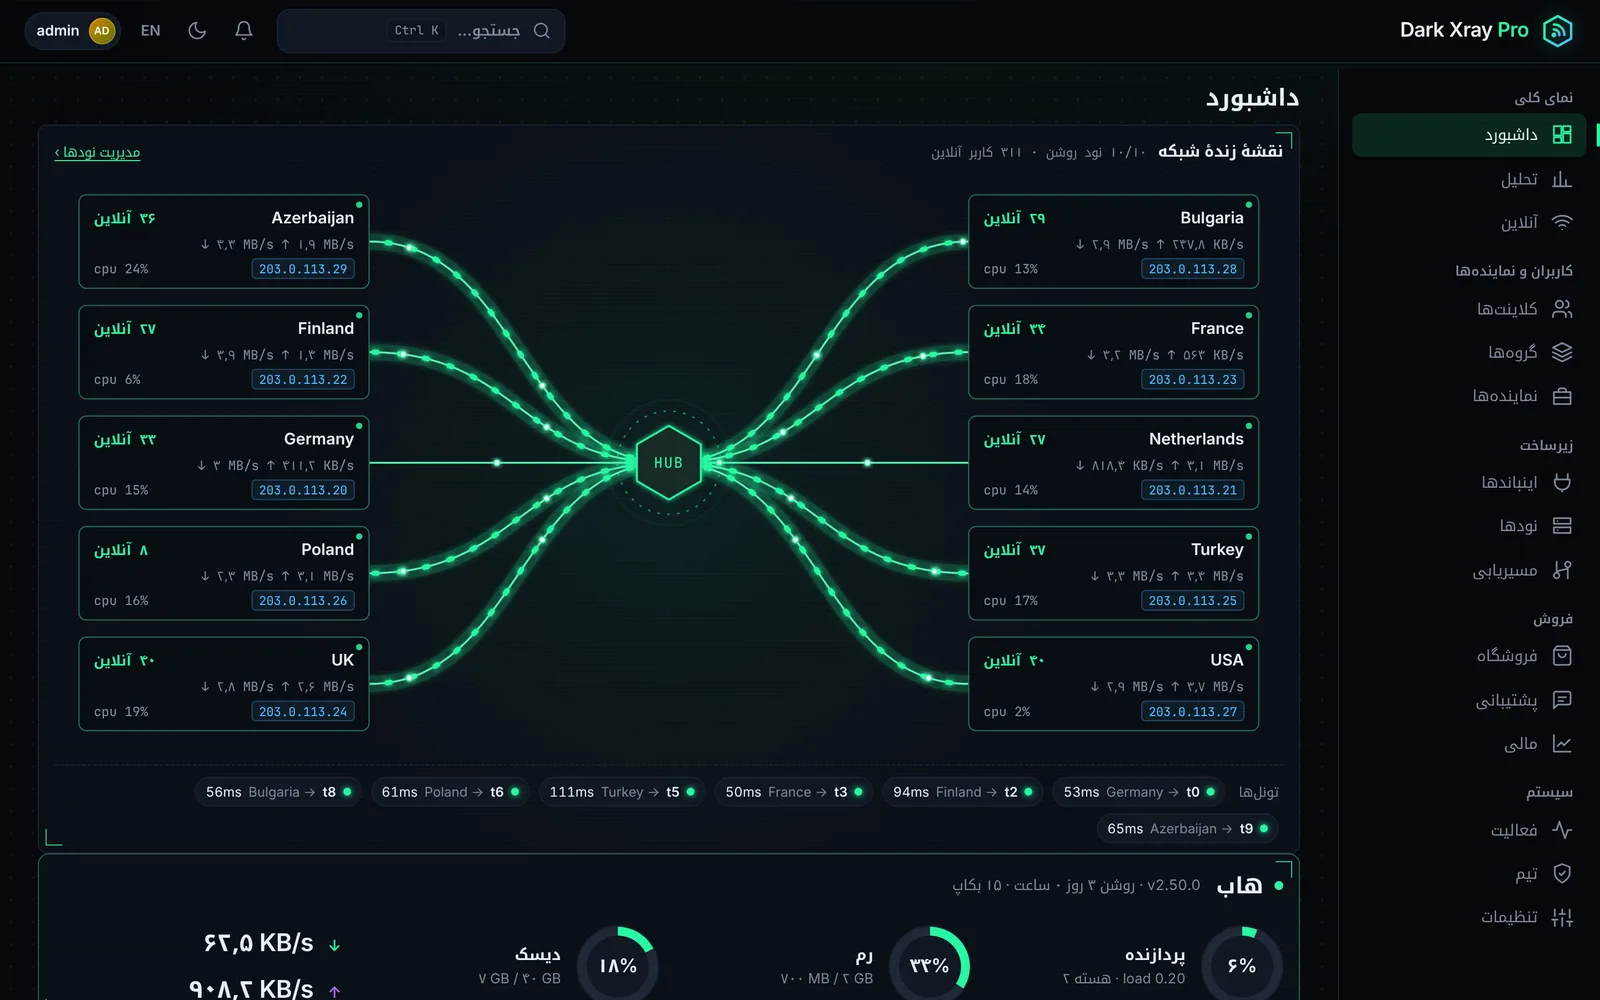 Dark Xray Pro
جستجو...
Ctrl K
EN
AD
admin
نمای کلی
داشبورد
تحلیل
آنلاین
کاربران و نماینده‌ها
کلاینت‌ها
گروه‌ها
نماینده‌ها
زیرساخت
اینباندها
نودها
مسیریابی
فروش
فروشگاه
پشتیبانی
مالی
سیستم
فعالیت
تیم
تنظیمات
داشبورد
نقشهٔ زندهٔ شبکه ۱۰/۱۰ نود روشن · ۳۱۱ کاربر آنلاین
مدیریت نودها ›
Bulgaria
۲۹ آنلاین
↓ ۲٫۹ MB/s ↑ ۲۳۷٫۸ KB/s
cpu 13%
203.0.113.28
France
۳۴ آنلاین
↓ ۳٫۲ MB/s ↑ ۵۶۳ KB/s
cpu 18%
203.0.113.23
Netherlands
۲۷ آنلاین
↓ ۸۱۸٫۴ KB/s ↑ ۳٫۱ MB/s
cpu 14%
203.0.113.21
Turkey
۳۷ آنلاین
↓ ۳٫۳ MB/s ↑ ۳٫۴ MB/s
cpu 17%
203.0.113.25
USA
۴۰ آنلاین
↓ ۲٫۹ MB/s ↑ ۳٫۷ MB/s
cpu 2%
203.0.113.27
HUB
Azerbaijan
۳۶ آنلاین
↓ ۳٫۳ MB/s ↑ ۱٫۹ MB/s
cpu 24%
203.0.113.29
Finland
۲۷ آنلاین
↓ ۳٫۹ MB/s ↑ ۱٫۳ MB/s
cpu 6%
203.0.113.22
Germany
۳۳ آنلاین
↓ ۳ MB/s ↑ ۳۱۱٫۲ KB/s
cpu 15%
203.0.113.20
Poland
۸ آنلاین
↓ ۲٫۳ MB/s ↑ ۳٫۱ MB/s
cpu 16%
203.0.113.26
UK
۴۰ آنلاین
↓ ۲٫۸ MB/s ↑ ۲٫۶ MB/s
cpu 19%
203.0.113.24
تونل‌ها
t0 → Germany 53ms
t2 → Finland 94ms
t3 → France 50ms
t5 → Turkey 111ms
t6 → Poland 61ms
t8 → Bulgaria 56ms
t9 → Azerbaijan 65ms
هاب v2.50.0 · روشن ۳ روز · ساعت · ۱۵ بکاپ
۶%
پردازنده
load 0.20 · هسته ۲
۳۴%
رم
۷۰۰ MB / ۲ GB
۱۸%
دیسک
۷ GB / ۴۰ GB
↓ ۶۲٫۵ KB/s
↑ ۹۰۸٫۲ KB/s